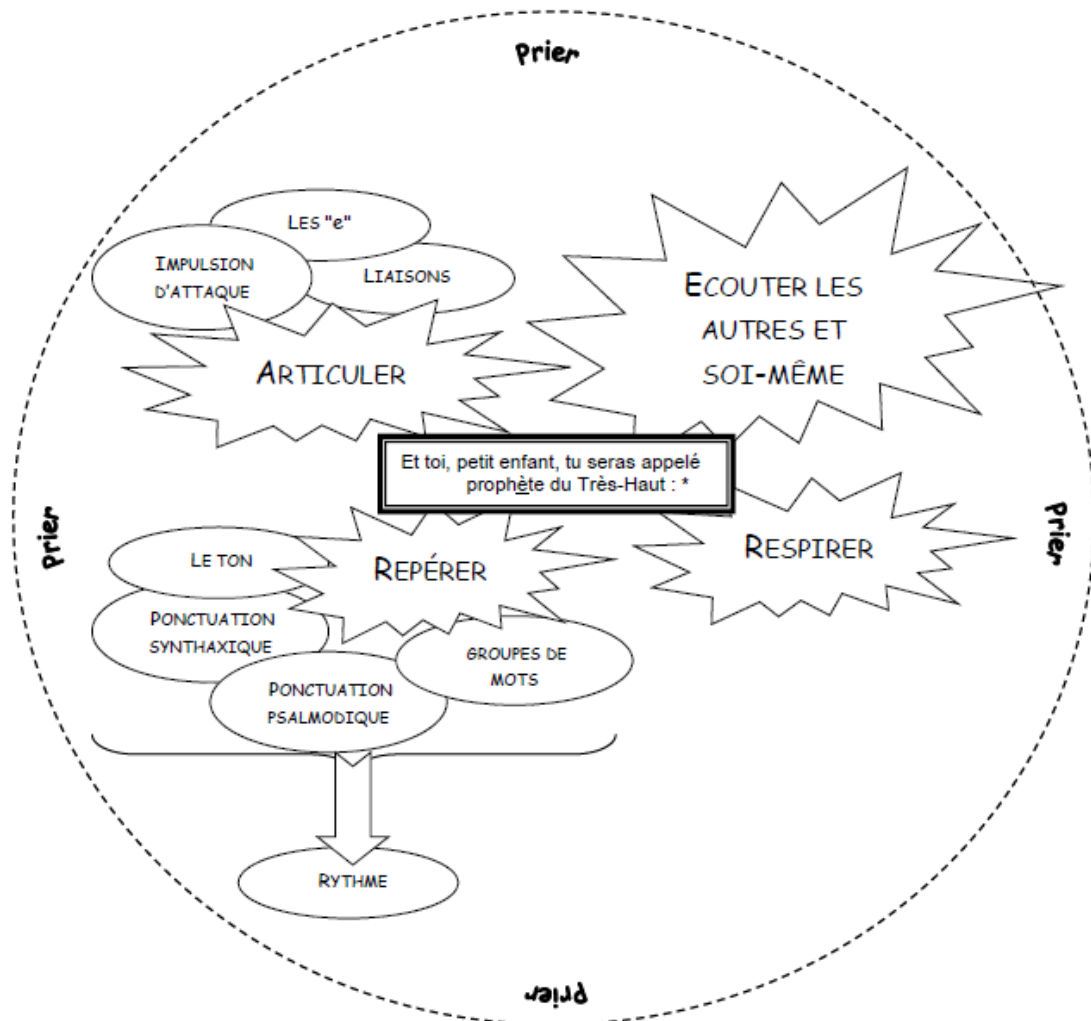 Prier
LES "e"
IMPULSION
D'ATTAQUE
LIAISONS
ARTICULER
ECOUTER LES
AUTRES ET
SOI-MÊME
Et toi, petit enfant, tu seras appelé
prophète du Très-Haut : *
Prier
Prier
LE TON
REPÉRER
RESPIRER
PONCTUATION
SYNTHAXIQUE
GROUPES DE
MOTS
PONCTUATION
PSALMODIQUE
RYTHME
Prier